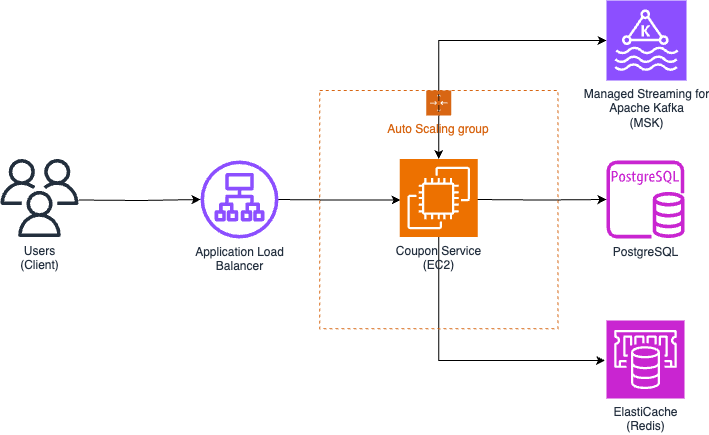 K
Managed Streaming for
Apache Kafka
(MSK)
Auto Scaling group
Users
(Client)
Application Load
Balancer
Coupon Service
(EC2)
PostgreSQL
PostgreSQL
ElastiCache
(Redis)